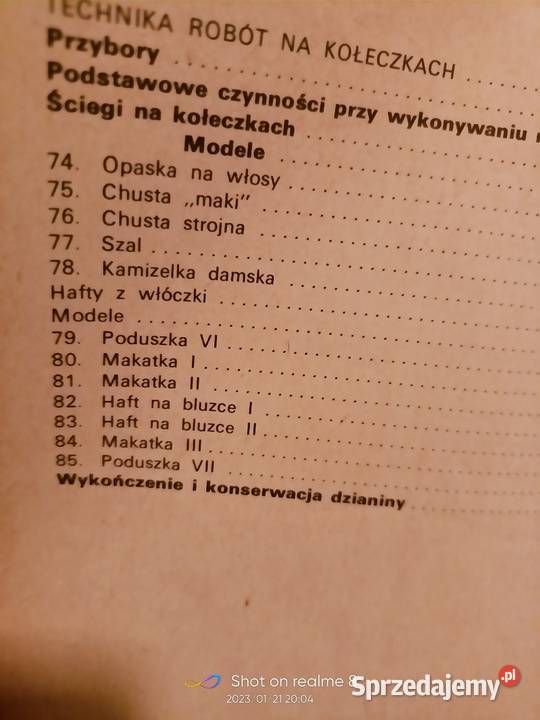 TECHNIKA ROBÓT NA KOŁECZKACH
Przybory
Podstawowe czynności przy wykonywaniu
Ściegi na kołeczkach
Modele
74. Opaska na włosy
75. Chusta „maki”
76. Chusta strojna
77. Szal
78. Kamizelka damska
Hafty z włóczki
Modele
79. Poduszka VI
80. Makatka I
81. Makatka II
82. Haft na bluzce I
83. Haft na bluzce II
84. Makatka III
85. Poduszka VII
Wykończenie i konserwacja dzianiny
Shot on realme 8
2023/01/21 20:04
Sprzedajemy.pl